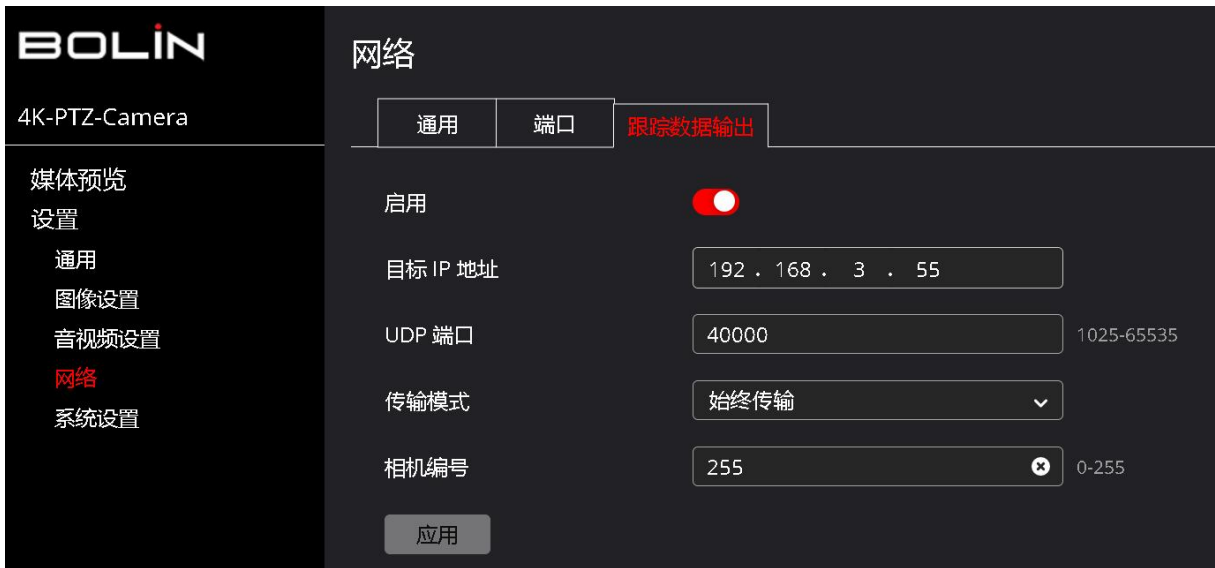 BOLIN
4K-PTZ-Camera
媒体预览
设置
通用
图像设置
音视频设置
网络
系统设置
网络
通用 端口 跟踪数据输出
启用
目标 IP 地址 192 . 168 . 3 . 55
UDP 端口 40000 1025-65535
传输模式 始终传输
相机编号 255 0-255
应用